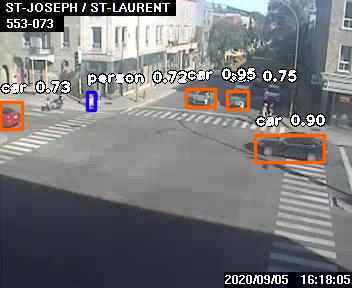 ST-JOSEPH / ST-LAURENT
553-073
person 0.72
car 0.95
0.75
car 0.73
car 0.90
2020/09/05 16:18:05